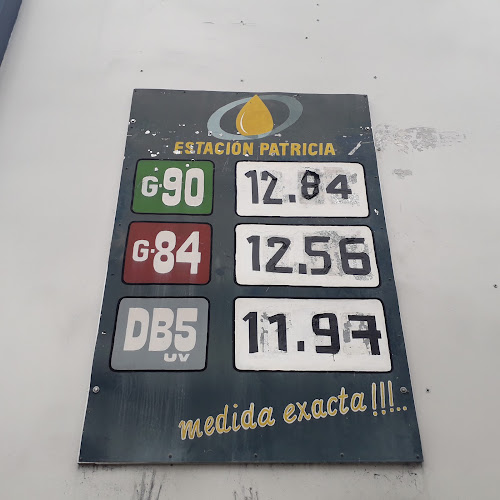 ESTACIÓN PATRICIA
G-90 12.84
G-84 12.56
DB5 UV 11.97
medida exacta!!!..